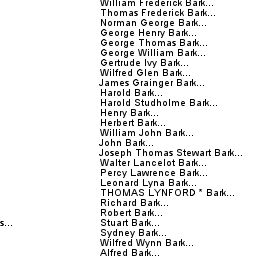 William Frederick Bark...
Thomas Frederick Bark...
Norman George Bark...
George Henry Bark...
George Thomas Bark...
George William Bark...
Gertrude Ivy Bark...
Wilfred Glen Bark...
James Grainger Bark...
Harold Bark...
Harold Studholme Bark...
Henry Bark...
Herbert Bark...
William John Bark...
John Bark...
Joseph Thomas Stewart Bark...
Walter Lancelot Bark...
Percy Lawrence Bark...
Leonard Lyna Bark...
THOMAS LYNFORD * Bark...
Richard Bark...
Robert Bark...
s... Stuart Bark...
Sydney Bark...
Wilfred Wynn Bark...
Alfred Bark...